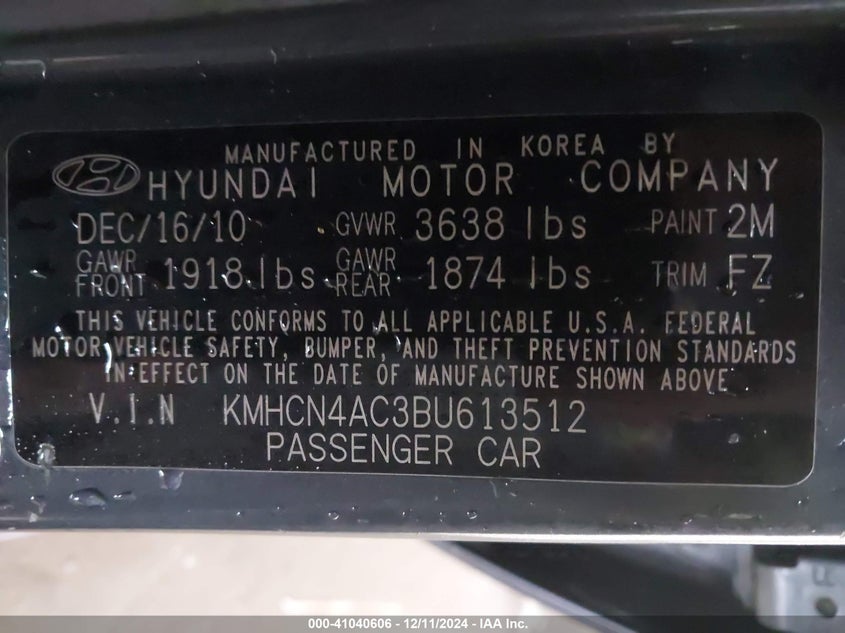 MANUFACTURED IN KOREA BY
HYUNDAI MOTOR COMPANY
DEC/16/10 GVWR 3638 lbs PAINT 2M
GAWR FRONT 1918 lbs GAWR REAR 1874 lbs TRIM FZ
THIS VEHICLE CONFORMS TO ALL APPLICABLE U.S.A. FEDERAL
MOTOR VEHICLE SAFETY, BUMPER, AND THEFT PREVENTION STANDARDS
IN EFFECT ON THE DATE OF MANUFACTURE SHOWN ABOVE
V.I.N KMHCN4AC3BU613512
PASSENGER CAR
000-41040606 - 12/11/2024 - IAA Inc.